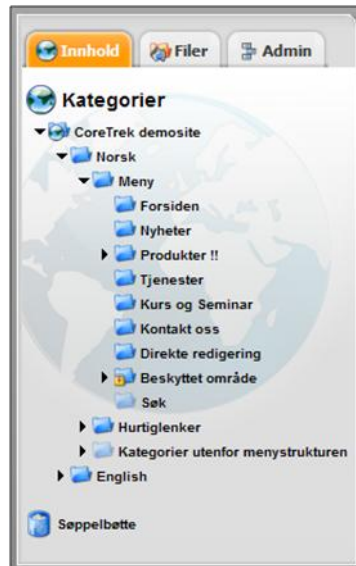 Innhold Filer Admin
Kategorier
CoreTrek demosite
Norsk
Meny
Forsiden
Nyheter
Produkter !!
Tjenester
Kurs og Seminar
Kontakt oss
Direkte redigering
Beskyttet område
Søk
Hurtiglenker
Kategorier utenfor menystrukturen
English
Søppelbøtte